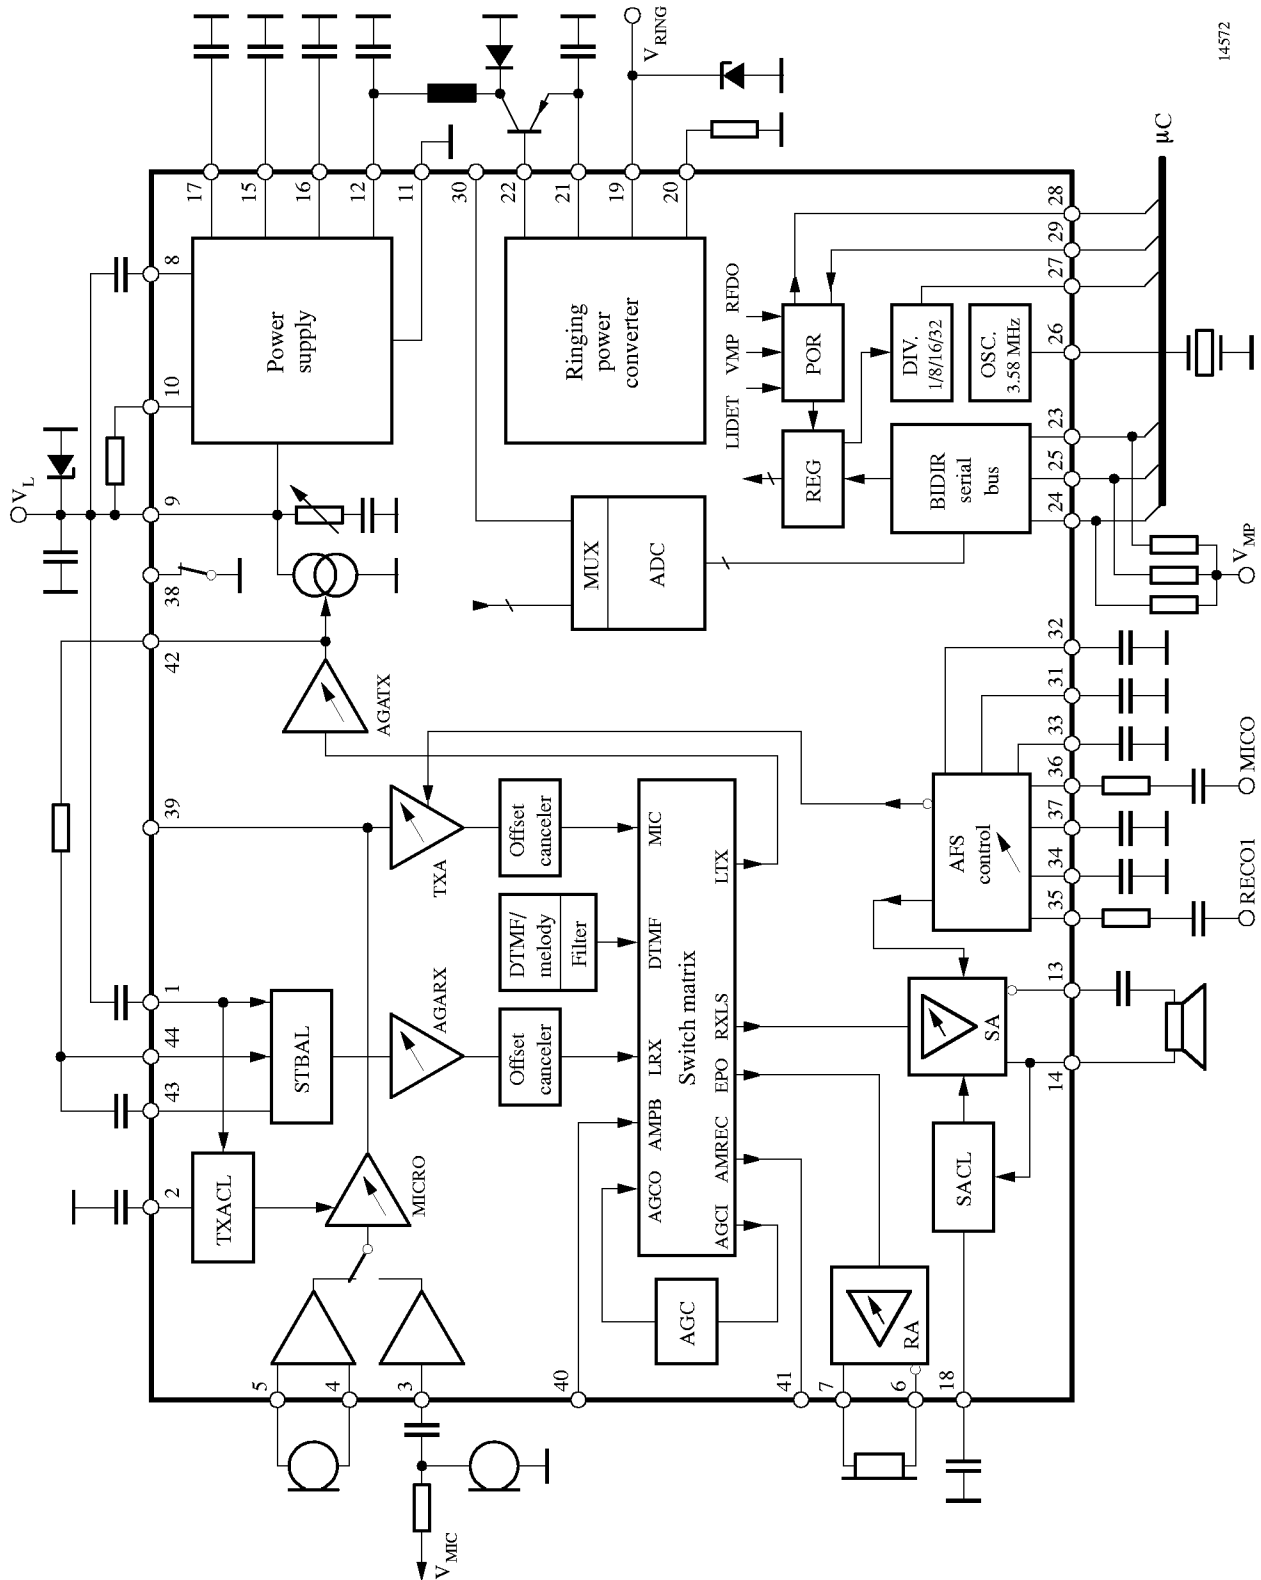 5
4
3
V MIC
MICRO
2
TXACL
43
44
1
STBAL
AGARX
39
TXA
42
AGATX
38
V L
9
10
8
Power
supply
17
15
16
12
11
30
22
21
19
20
V RING
Ringing
power
converter
Offset
canceler
DTMF/
melody
Filter
Offset
canceler
MUX
ADC
40
AGC
AGCO
AMPB
LRX
DTMF
MIC
Switch matrix
AGCI
AMREC
EPO
RXLS
LTX
LIDET
VMP
RFDO
REG
POR
BIDIR
serial
bus
DIV.
1/8/16/32
OSC.
3.58 MHz
41
7
6
18
RA
SACL
SA
AFS
control
14
13
35
34
37
36
33
31
32
24
25
23
26
27
29
28
RECO1
MICO
V MP
µC
14572